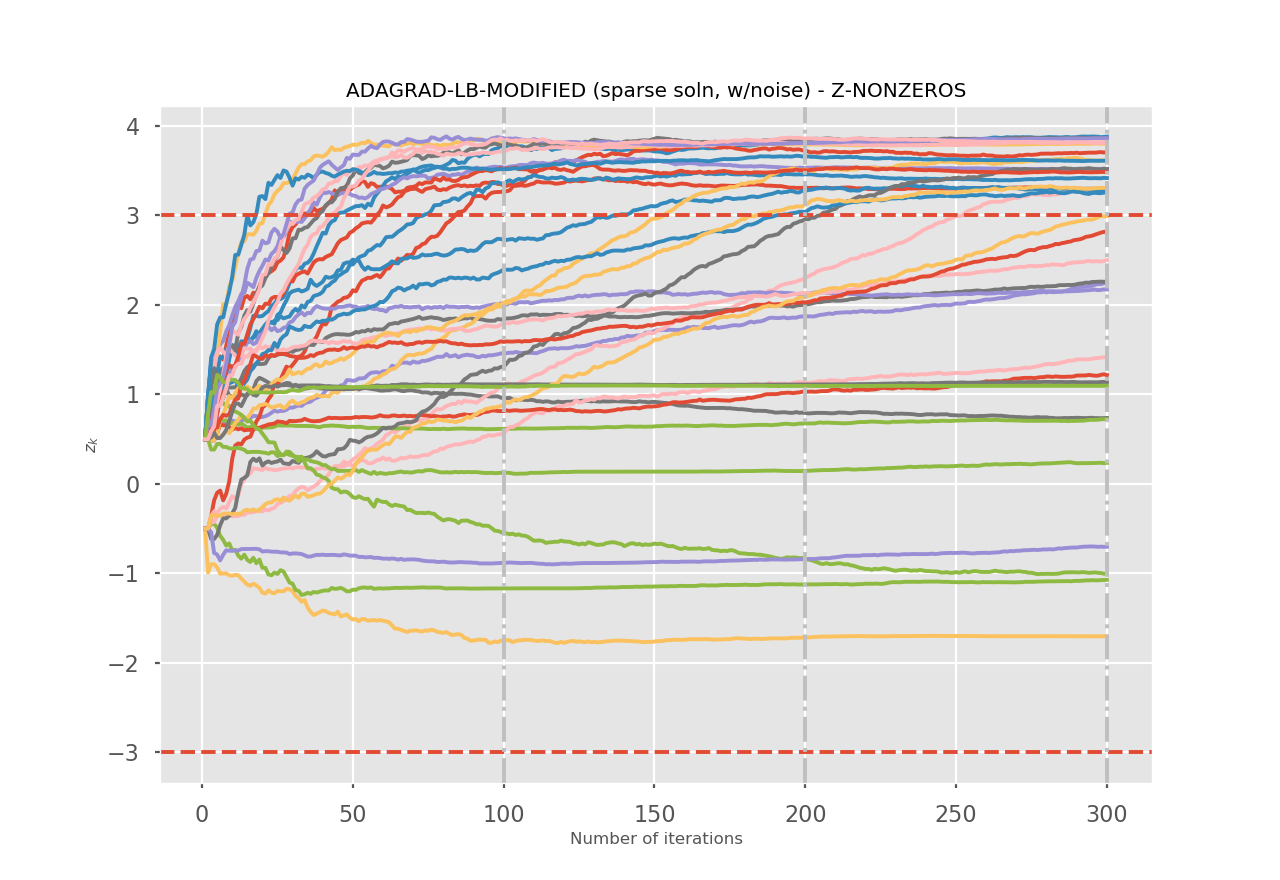 ADAGRAD-LB-MODIFIED (sparse soln, w/noise) - Z-NONZEROS
4
3
2
1
0
−1
−2
−3
z_k
0 50 100 150 200 250 300
Number of iterations